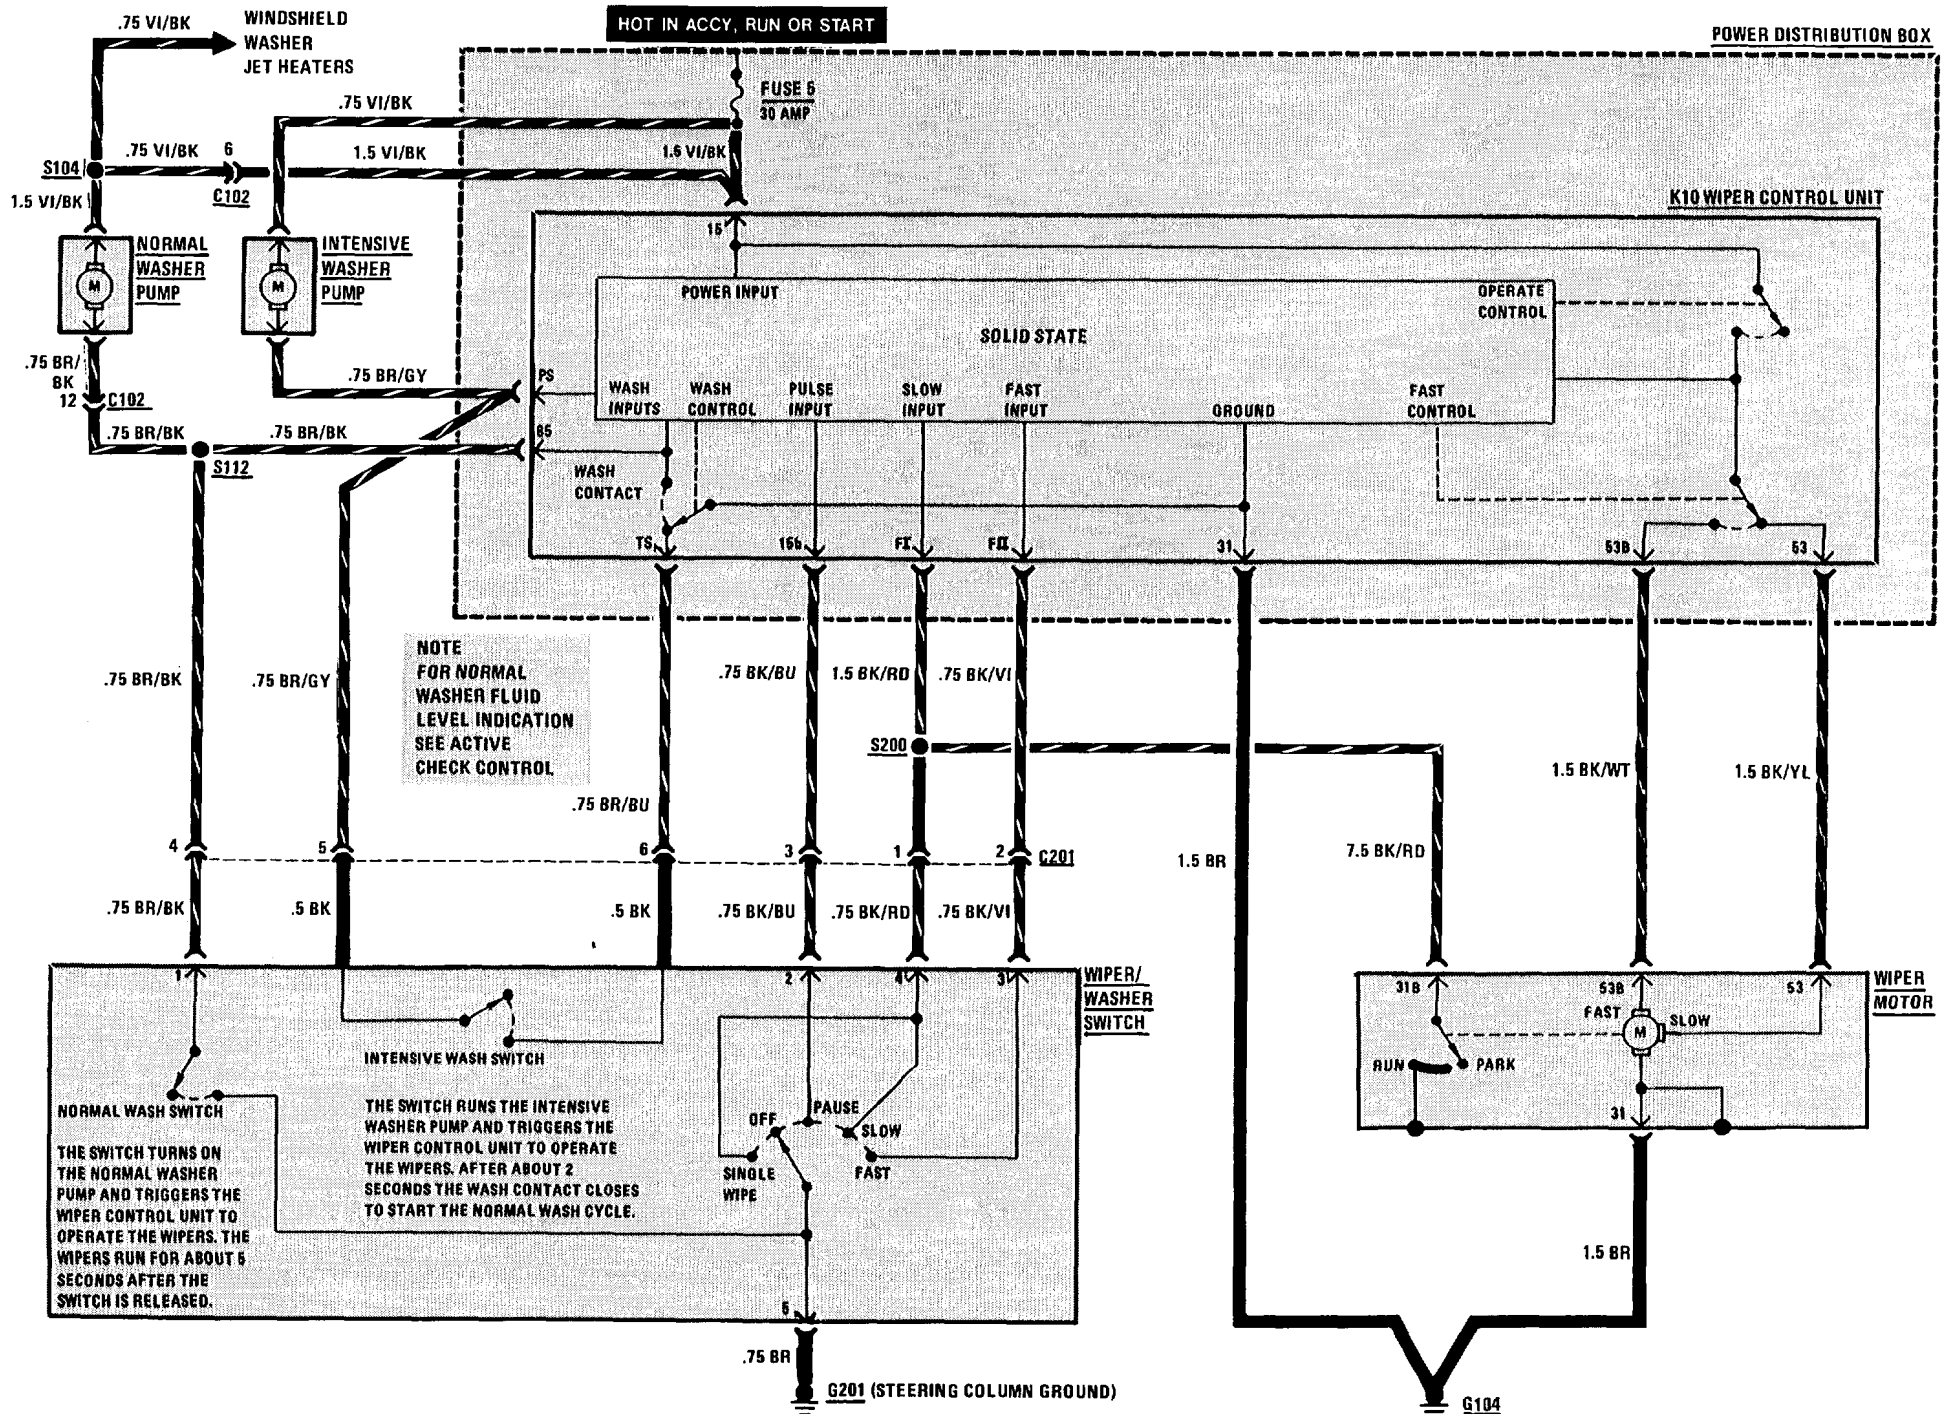 HOT IN ACCY, RUN OR START
.75 VI/BK
WINDSHIELD
WASHER
JET HEATERS
POWER DISTRIBUTION BOX
FUSE 5
30 AMP
.75 VI/BK
.75 VI/BK
6
1.5 VI/BK
1.5 VI/BK
S104
C102
1.5 VI/BK
K10 WIPER CONTROL UNIT
15
NORMAL
WASHER
PUMP
M
INTENSIVE
WASHER
PUMP
M
POWER INPUT
OPERATE
CONTROL
SOLID STATE
.75 BR/
BK
12
C102
.75 BR/GY
PS
WASH
INPUTS
WASH
CONTROL
PULSE
INPUT
SLOW
INPUT
FAST
INPUT
GROUND
FAST
CONTROL
.75 BR/BK
.75 BR/BK
85
S112
WASH
CONTACT
TS
15b
FI
FII
31
53B
53
NOTE
FOR NORMAL
WASHER FLUID
LEVEL INDICATION
SEE ACTIVE
CHECK CONTROL
.75 BR/BK
.75 BR/GY
.75 BK/BU
1.5 BK/RD
.75 BK/VI
S200
1.5 BK/WT
1.5 BK/YL
.75 BR/BU
4
5
6
3
1
2
C201
1.5 BR
7.5 BK/RD
.75 BR/BK
.5 BK
.5 BK
.75 BK/BU
.75 BK/RD
.75 BK/VI
1
2
4
3
WIPER/
WASHER
SWITCH
31B
53B
53
WIPER
MOTOR
FAST
M
SLOW
RUN
PARK
31
INTENSIVE WASH SWITCH
NORMAL WASH SWITCH
THE SWITCH TURNS ON
THE NORMAL WASHER
PUMP AND TRIGGERS THE
WIPER CONTROL UNIT TO
OPERATE THE WIPERS. THE
WIPERS RUN FOR ABOUT 5
SECONDS AFTER THE
SWITCH IS RELEASED.
THE SWITCH RUNS THE INTENSIVE
WASHER PUMP AND TRIGGERS THE
WIPER CONTROL UNIT TO OPERATE
THE WIPERS. AFTER ABOUT 2
SECONDS THE WASH CONTACT CLOSES
TO START THE NORMAL WASH CYCLE.
OFF
PAUSE
SLOW
SINGLE
WIPE
FAST
5
.75 BR
G201 (STEERING COLUMN GROUND)
1.5 BR
G104